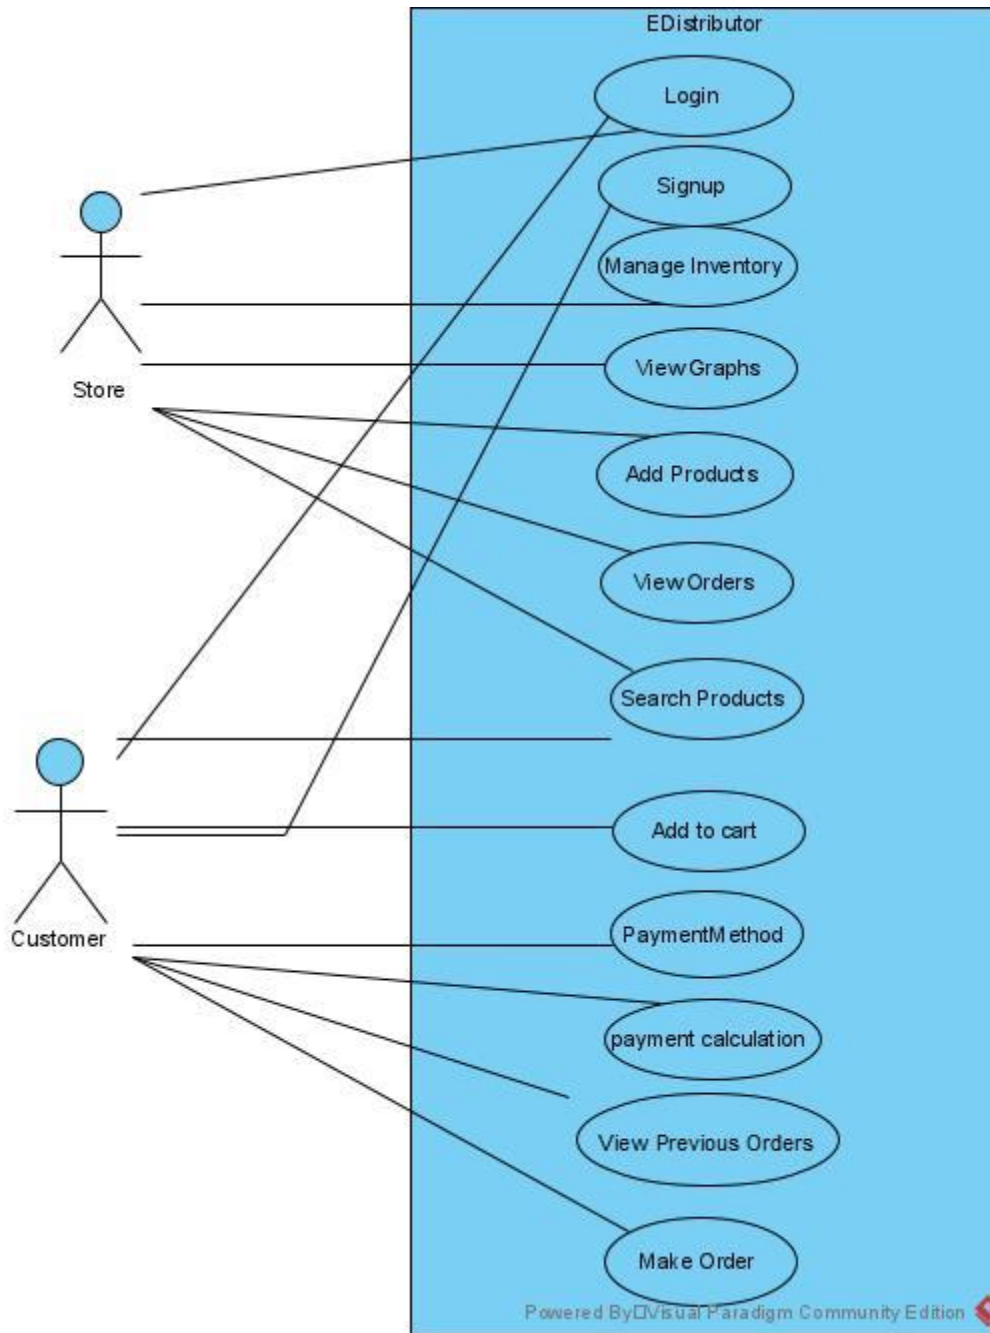 EDistributor
Login
Signup
Manage Inventory
View Graphs
Store
Add Products
View Orders
Search Products
Add to cart
PaymentMethod
Customer
payment calculation
View Previous Orders
Make Order
Powered By□Visual Paradigm Community Edition